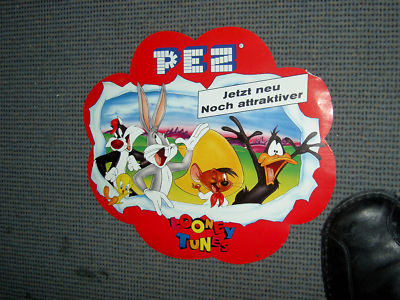 PEZ
Jetzt neu
Noch attraktiver
LOONEY
TUNES